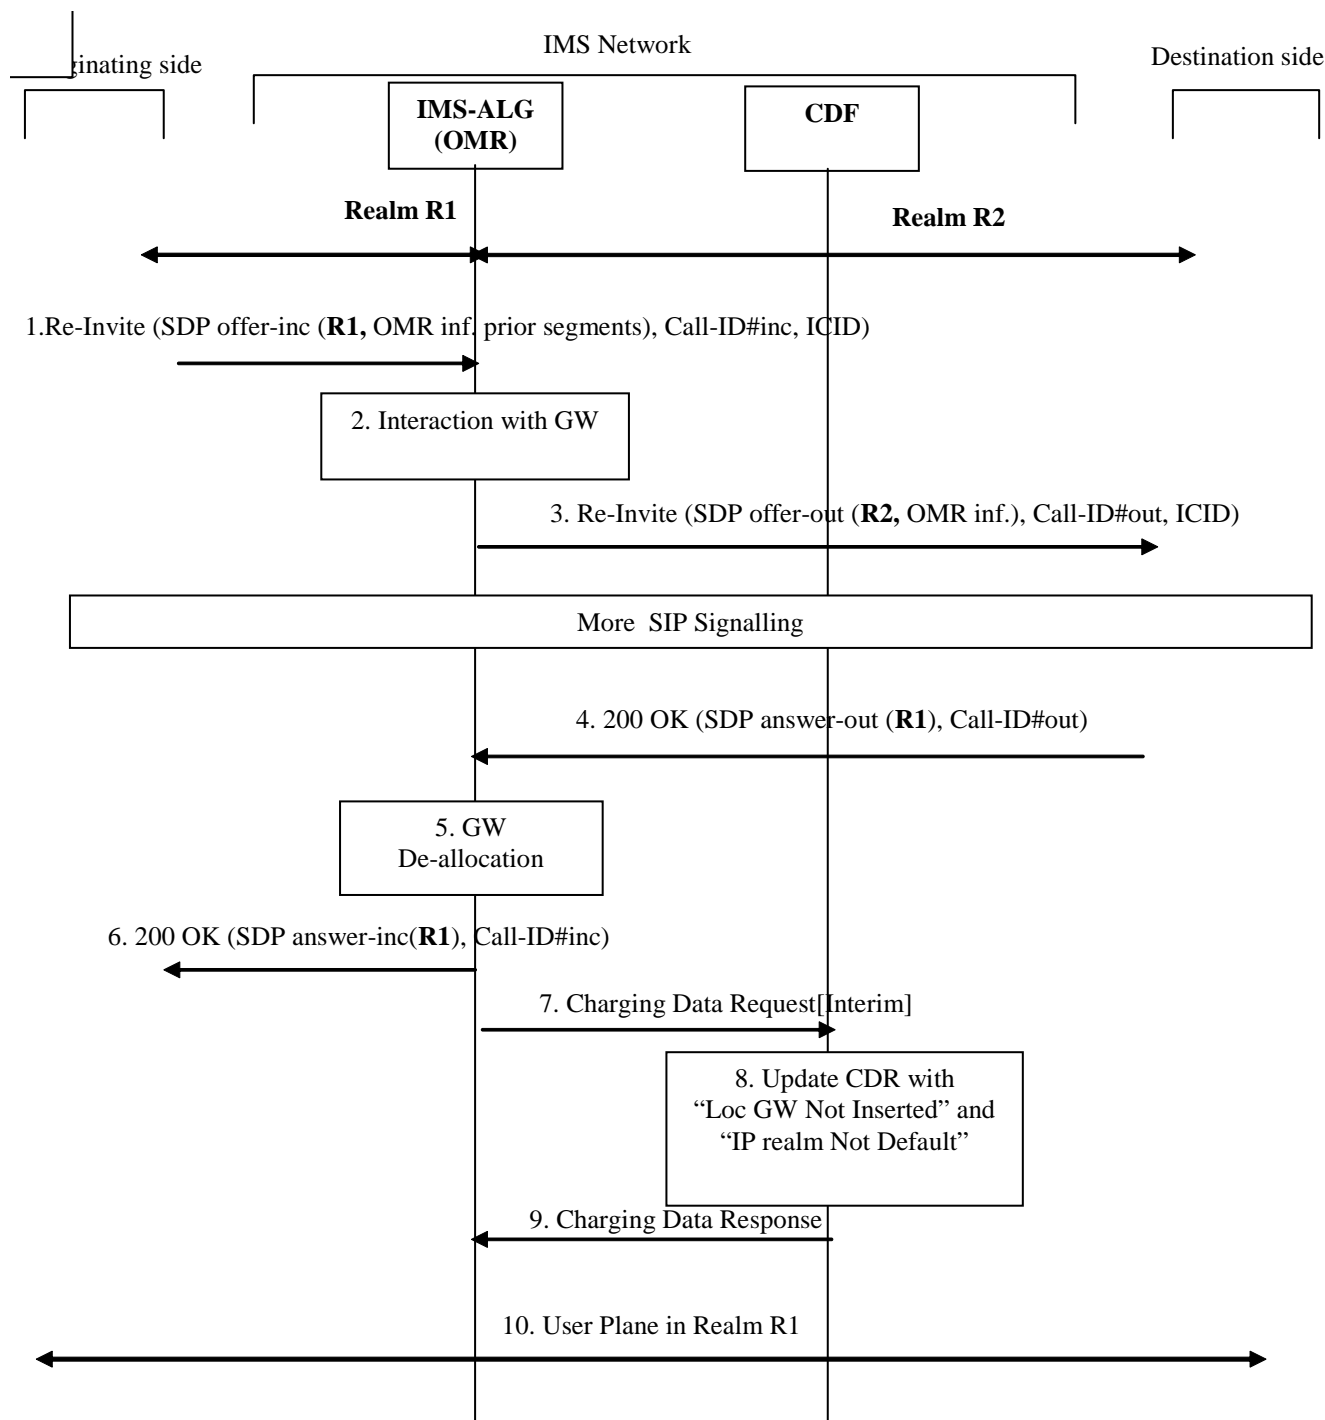 IMS Network
ginating side
Destination side
IMS-ALG
(OMR)
CDF
Realm R1
Realm R2
1.Re-Invite (SDP offer-inc (R1, OMR inf. prior segments), Call-ID#inc, ICID)
2. Interaction with GW
3. Re-Invite (SDP offer-out (R2, OMR inf.), Call-ID#out, ICID)
More SIP Signalling
4. 200 OK (SDP answer-out (R1), Call-ID#out)
5. GW
De-allocation
6. 200 OK (SDP answer-inc(R1), Call-ID#inc)
7. Charging Data Request[Interim]
8. Update CDR with
“Loc GW Not Inserted” and
“IP realm Not Default”
9. Charging Data Response
10. User Plane in Realm R1